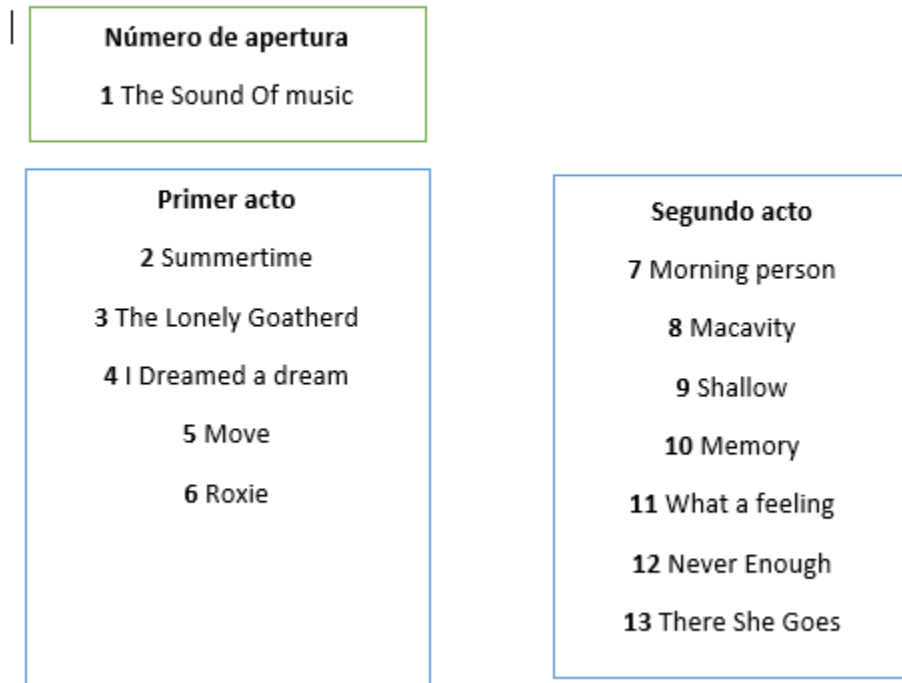 Número de apertura
1 The Sound Of music
Primer acto
2 Summertime
3 The Lonely Goatherd
4 I Dreamed a dream
5 Move
6 Roxie
Segundo acto
7 Morning person
8 Macavity
9 Shallow
10 Memory
11 What a feeling
12 Never Enough
13 There She Goes